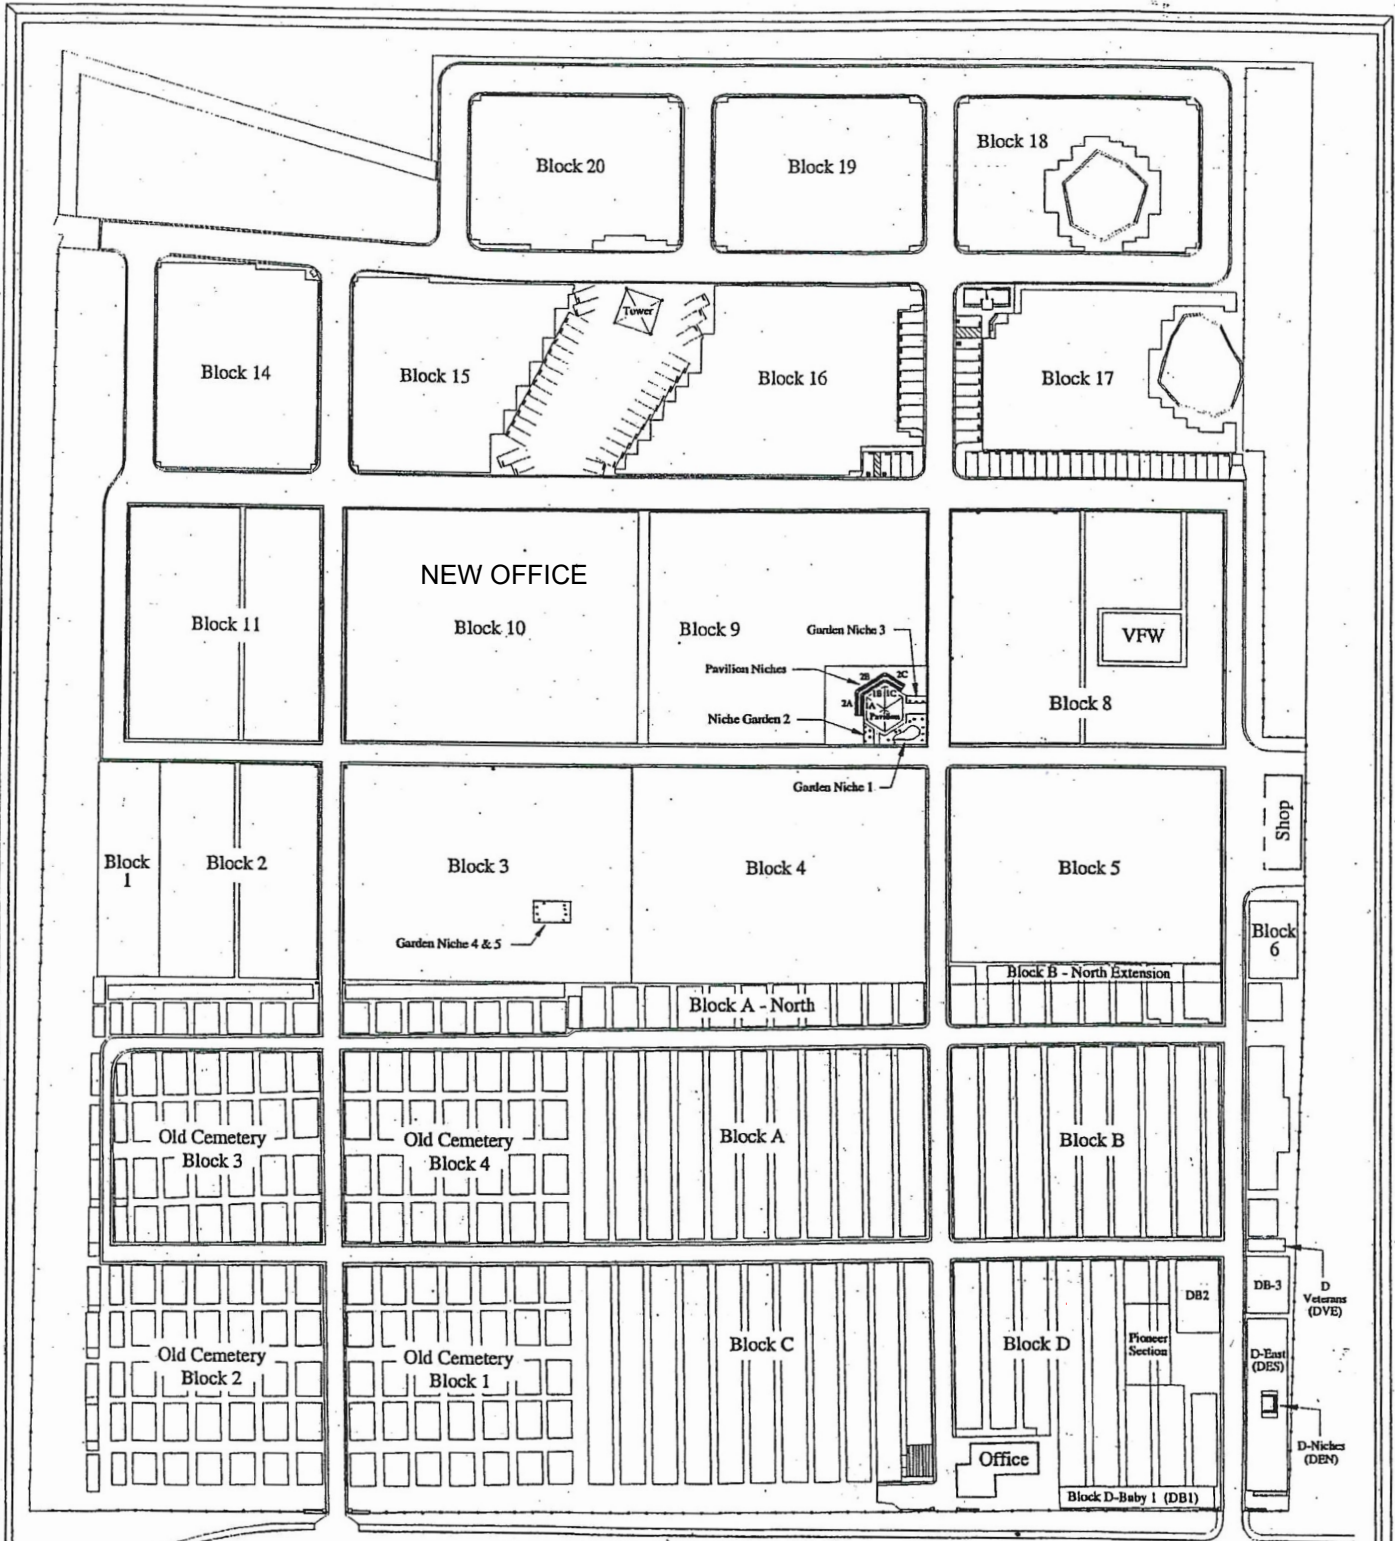 Block 20
Block 19
Block 18
Tower
Block 14
Block 15
Block 16
Block 17
NEW OFFICE
Block 11
Block 10
Block 9
Garden Niche 3
VFW
Pavilion Niches
2B
2C
1B
1C
2A
1A
Pavilion
Niche Garden 2
Block 8
Garden Niche 1
Shop
Block
1
Block 2
Block 3
Block 4
Block 5
Garden Niche 4 & 5
Block
6
Block B - North Extension
Block A - North
Old Cemetery
Block 3
Old Cemetery
Block 4
Block A
Block B
DB-3
D
Veterans
(DVE)
DB2
Old Cemetery
Block 2
Old Cemetery
Block 1
Block C
Block D
Pioneer
Section
D-East
(DES)
D-Niches
(DEN)
Office
Block D-Baby 1 (DB1)